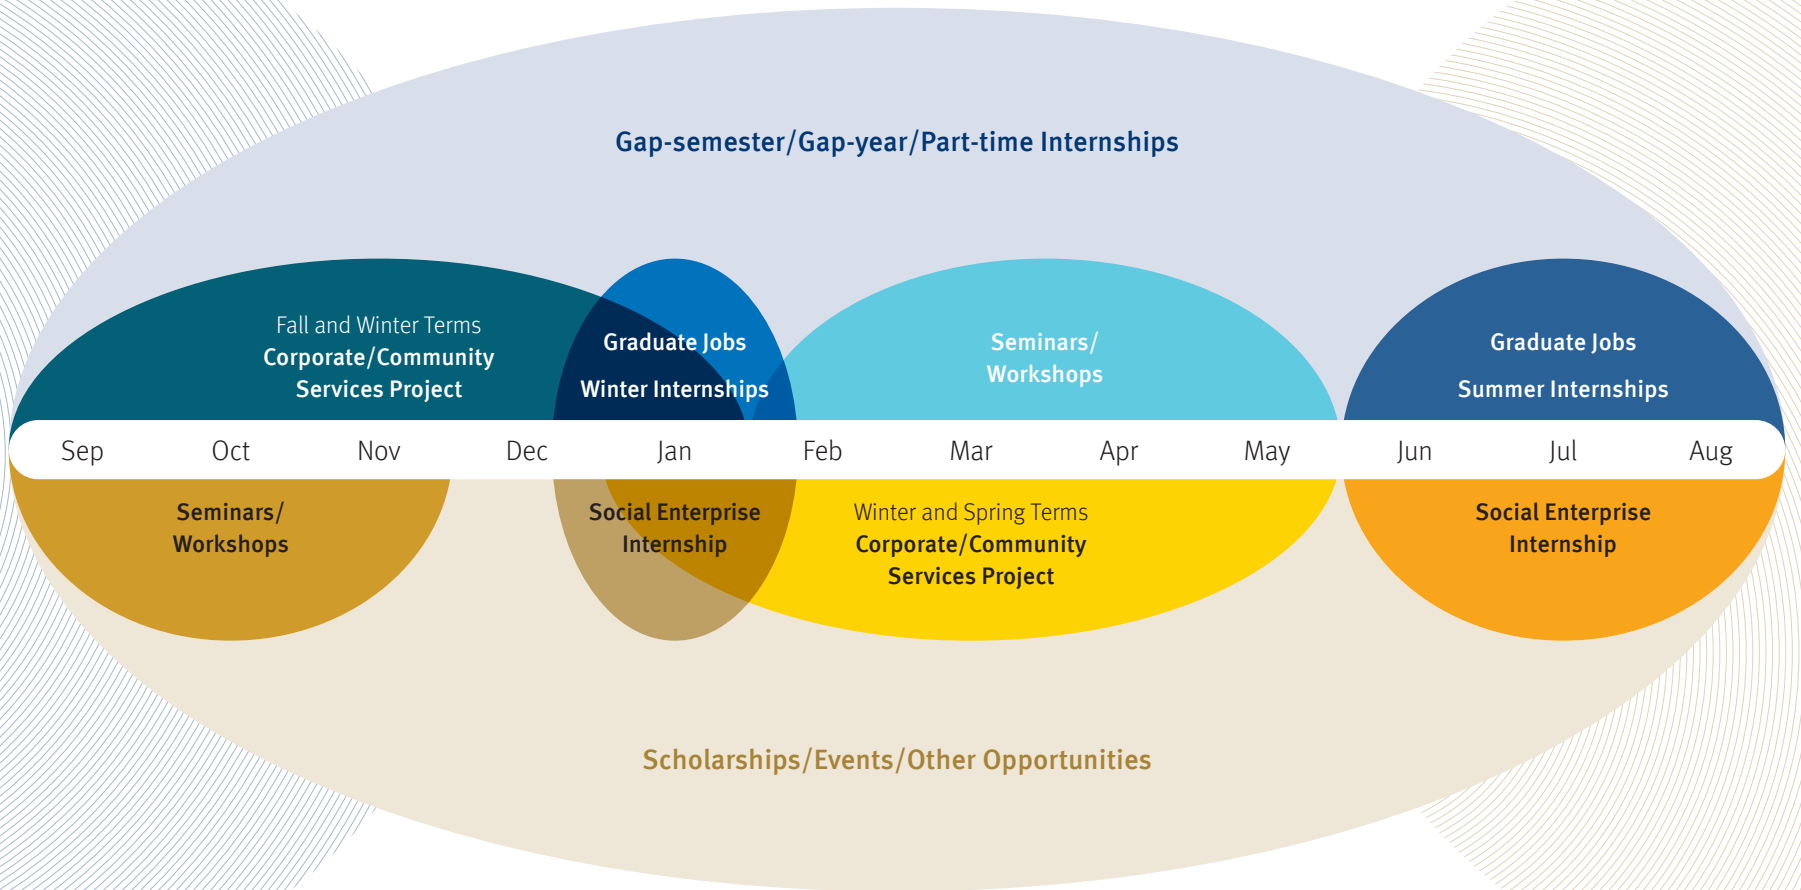 Gap-semester/Gap-year/Part-time Internships
Fall and Winter Terms
Corporate/Community
Services Project
Graduate Jobs
Winter Internships
Seminars/
Workshops
Graduate Jobs
Summer Internships
Sep Oct Nov Dec Jan Feb Mar Apr May Jun Jul Aug
Seminars/
Workshops
Social Enterprise
Internship
Winter and Spring Terms
Corporate/Community
Services Project
Social Enterprise
Internship
Scholarships/Events/Other Opportunities